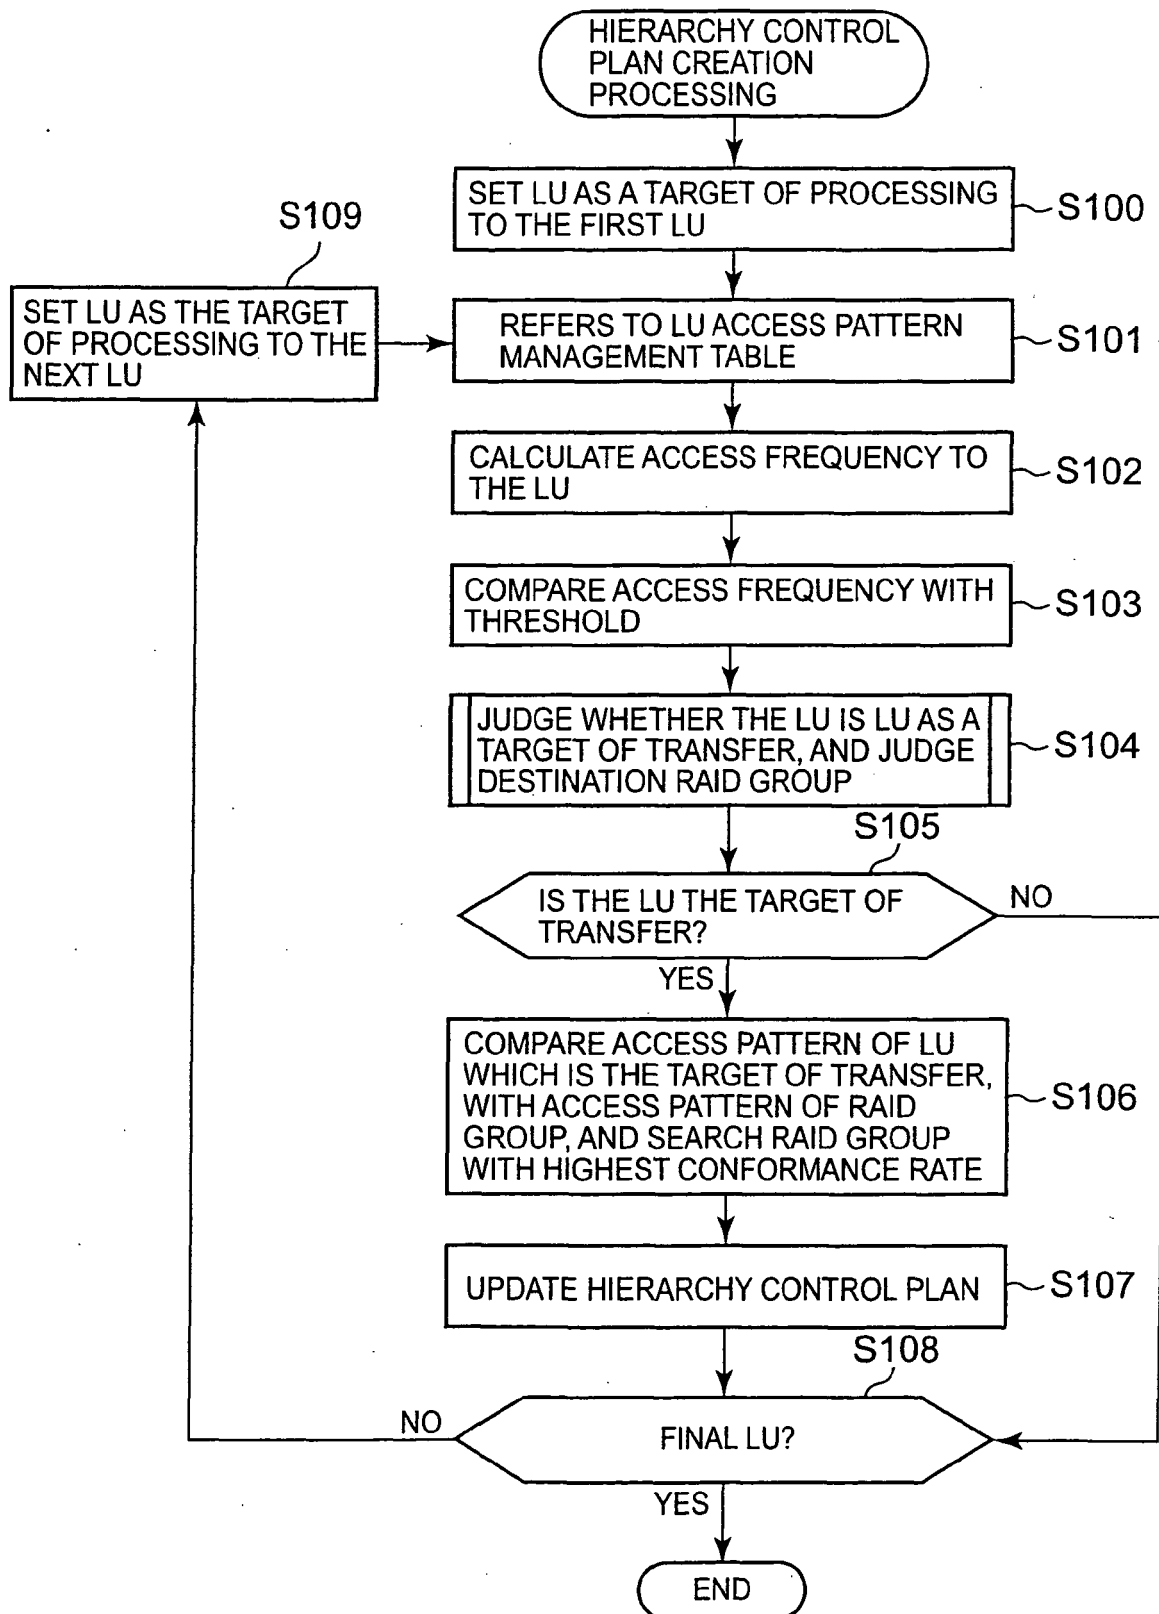 HIERARCHY CONTROL
PLAN CREATION
PROCESSING
SET LU AS A TARGET OF PROCESSING
TO THE FIRST LU
S100
S109
SET LU AS THE TARGET
OF PROCESSING TO THE
NEXT LU
REFERS TO LU ACCESS PATTERN
MANAGEMENT TABLE
S101
CALCULATE ACCESS FREQUENCY TO
THE LU
S102
COMPARE ACCESS FREQUENCY WITH
THRESHOLD
S103
JUDGE WHETHER THE LU IS LU AS A
TARGET OF TRANSFER, AND JUDGE
DESTINATION RAID GROUP
S104
S105
IS THE LU THE TARGET OF
TRANSFER?
NO
YES
COMPARE ACCESS PATTERN OF LU
WHICH IS THE TARGET OF TRANSFER,
WITH ACCESS PATTERN OF RAID
GROUP, AND SEARCH RAID GROUP
WITH HIGHEST CONFORMANCE RATE
S106
UPDATE HIERARCHY CONTROL PLAN
S107
S108
NO
FINAL LU?
YES
END